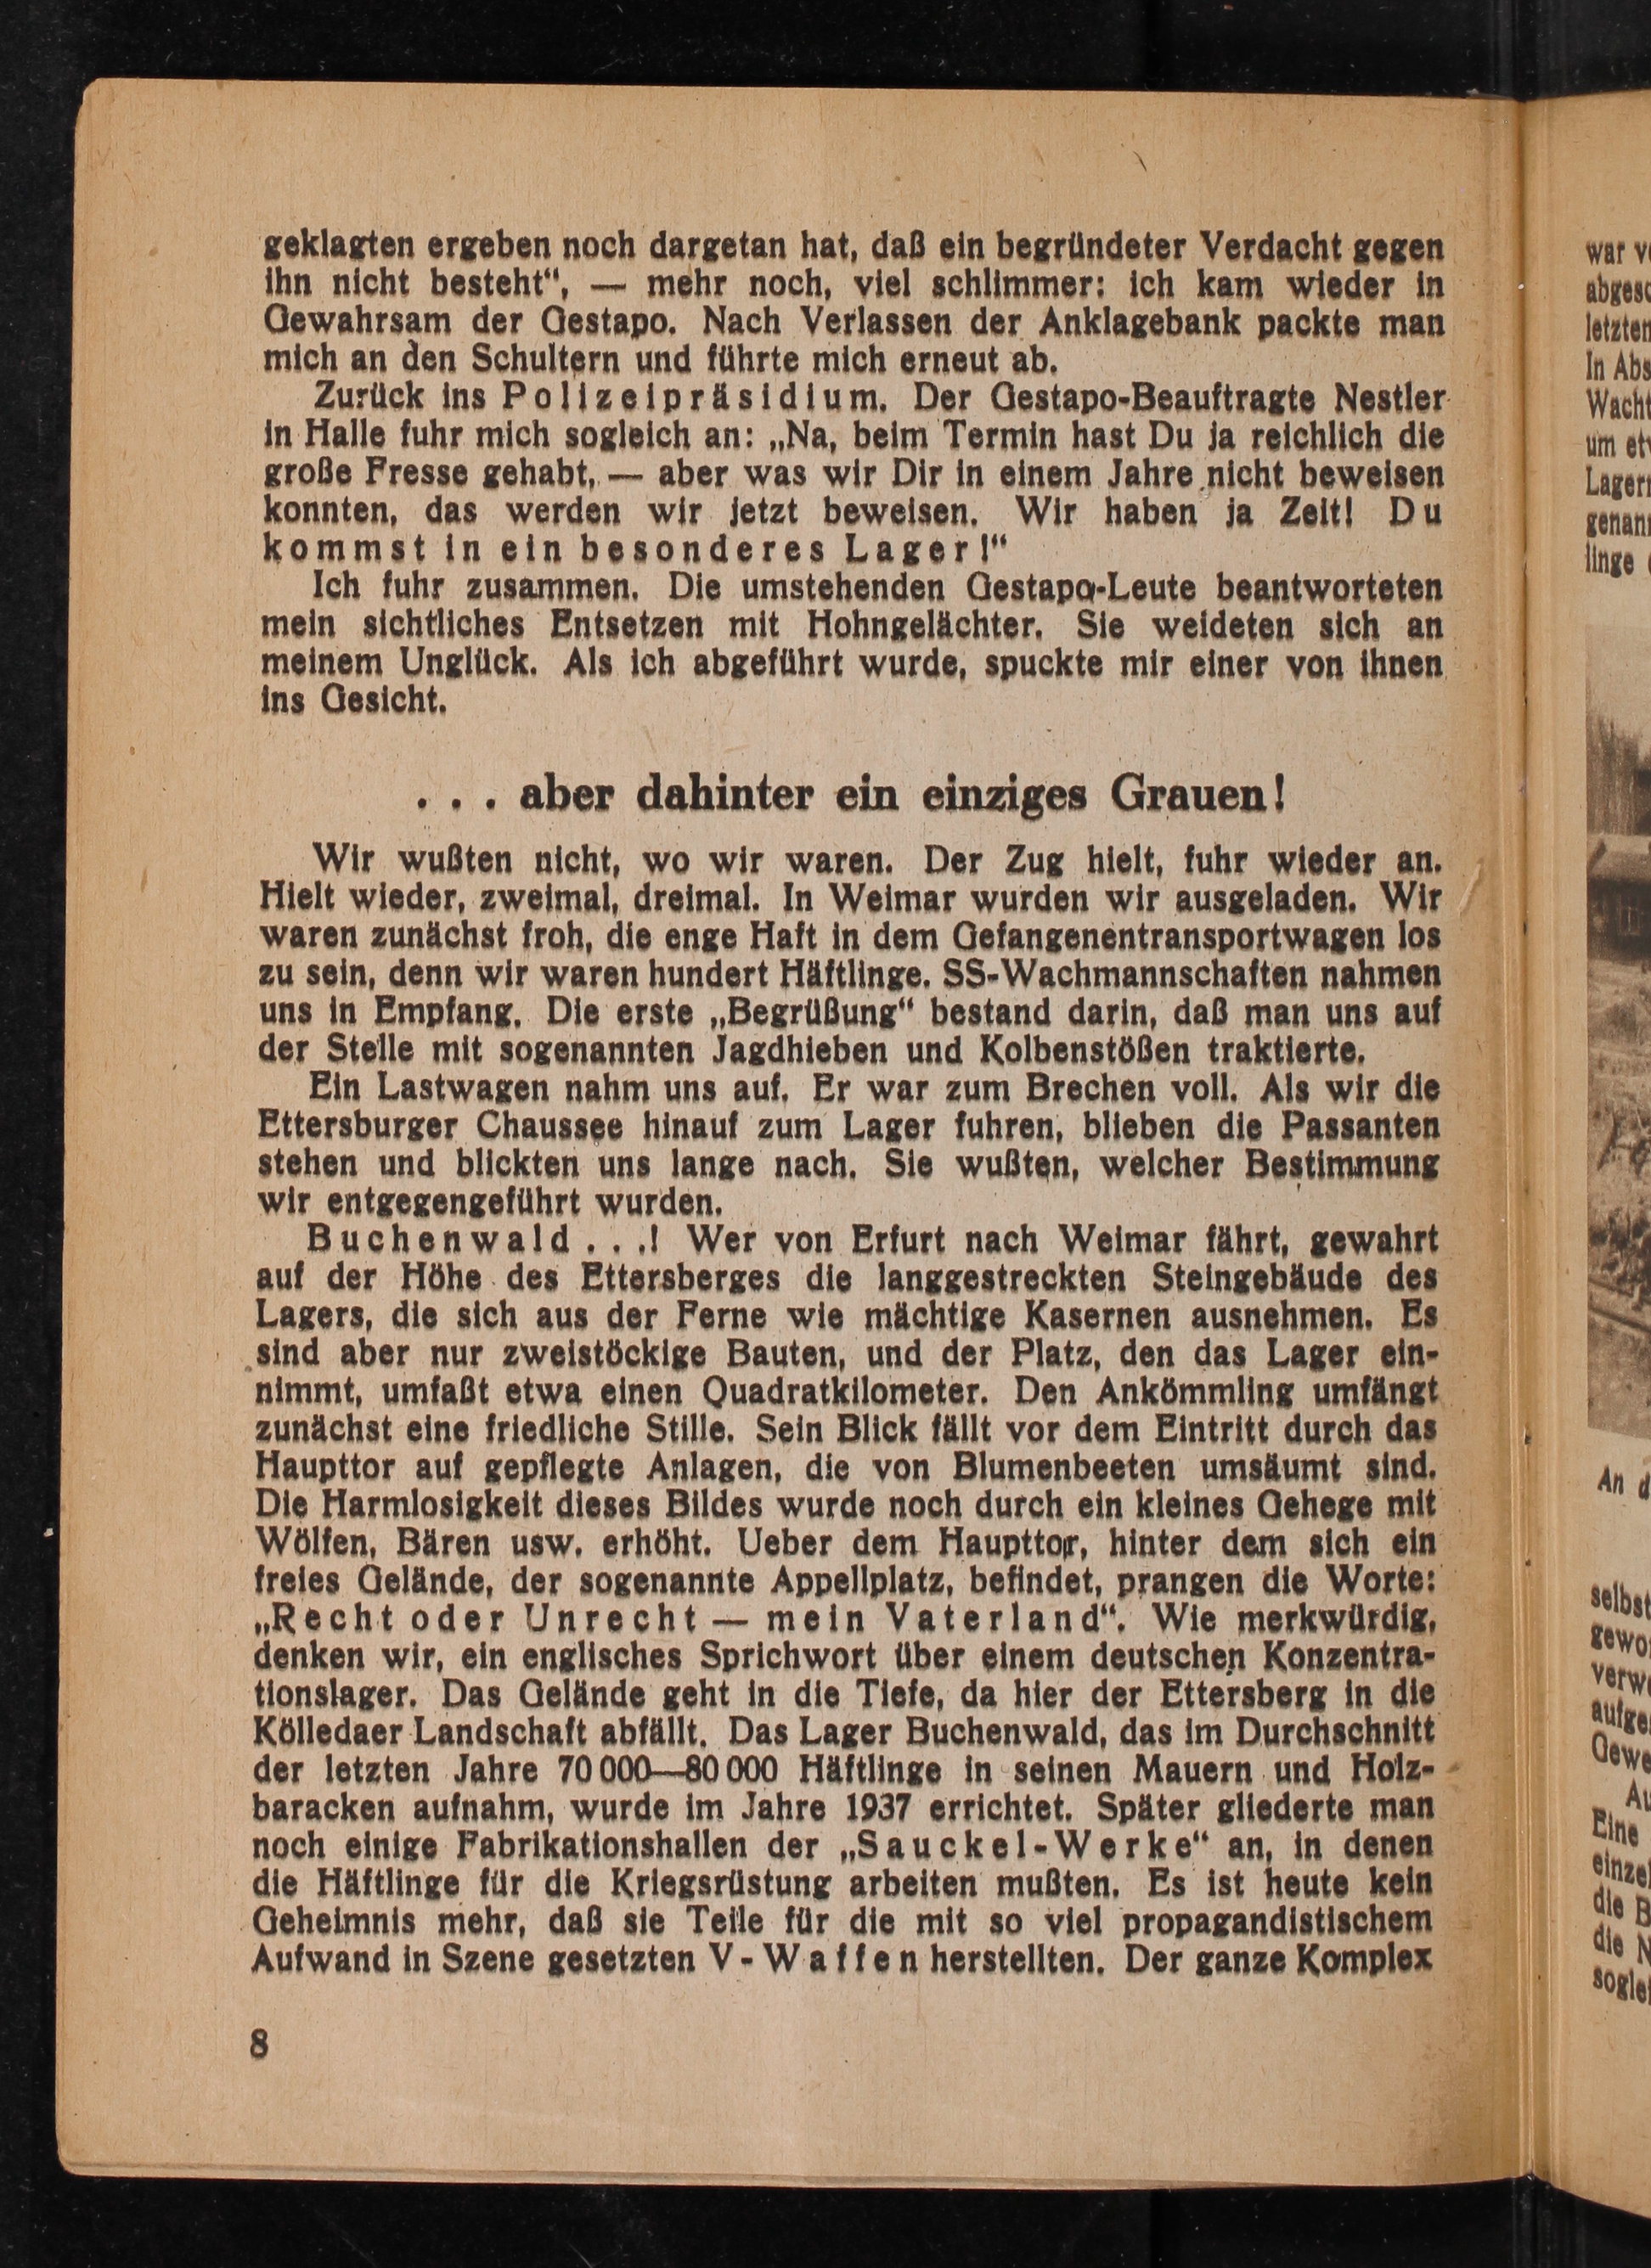 geklagten ergeben noch dargetan hat, daß ein begründeter Verdacht gegen
ihn nicht besteht“, — mehr noch, viel schlimmer: ich kam wieder in
Gewahrsam der Gestapo. Nach Verlassen der Anklagebank packte man
mich an den Schultern und führte mich erneut ab.
Zurück ins Polizeipräsidium. Der Gestapo-Beauftragte Nestler
in Halle fuhr mich sogleich an: „Na, beim Termin hast Du ja reichlich die
große Fresse gehabt, — aber was wir Dir in einem Jahre nicht beweisen
konnten, das werden wir jetzt beweisen. Wir haben ja Zeit! Du
kommst in ein besonderes Lager!“
Ich fuhr zusammen. Die umstehenden Gestapo-Leute beantworteten
mein sichtliches Entsetzen mit Hohngelächter. Sie weideten sich an
meinem Unglück. Als ich abgeführt wurde, spuckte mir einer von ihnen
ins Gesicht.
. . . aber dahinter ein einziges Grauen!
Wir wußten nicht, wo wir waren. Der Zug hielt, fuhr wieder an.
Hielt wieder, zweimal, dreimal. In Weimar wurden wir ausgeladen. Wir
waren zunächst froh, die enge Haft in dem Gefangenentransportwagen los
zu sein, denn wir waren hundert Häftlinge. SS-Wachmannschaften nahmen
uns in Empfang. Die erste „Begrüßung“ bestand darin, daß man uns auf
der Stelle mit sogenannten Jagdhieben und Kolbenstößen traktierte.
Ein Lastwagen nahm uns auf. Er war zum Brechen voll. Als wir die
Ettersburger Chaussee hinauf zum Lager fuhren, blieben die Passanten
stehen und blickten uns lange nach. Sie wußten, welcher Bestimmung
wir entgegengeführt wurden.
Buchenwald . . .! Wer von Erfurt nach Weimar fährt, gewahrt
auf der Höhe des Ettersberges die langgestreckten Steingebäude des
Lagers, die sich aus der Ferne wie mächtige Kasernen ausnehmen. Es
sind aber nur zweistöckige Bauten, und der Platz, den das Lager ein-
nimmt, umfaßt etwa einen Quadratkilometer. Den Ankömmling umfängt
zunächst eine friedliche Stille. Sein Blick fällt vor dem Eintritt durch das
Haupttor auf gepflegte Anlagen, die von Blumenbeeten umsäumt sind.
Die Harmlosigkeit dieses Bildes wurde noch durch ein kleines Gehege mit
Wölfen, Bären usw. erhöht. Ueber dem Haupttor, hinter dem sich ein
freies Gelände, der sogenannte Appellplatz, befindet, prangen die Worte:
„Recht oder Unrecht — mein Vaterland“. Wie merkwürdig,
denken wir, ein englisches Sprichwort über einem deutschen Konzentra-
tionslager. Das Gelände geht in die Tiefe, da hier der Ettersberg in die
Kölledaer Landschaft abfällt. Das Lager Buchenwald, das im Durchschnitt
der letzten Jahre 70 000—80 000 Häftlinge in seinen Mauern und Holz-
baracken aufnahm, wurde im Jahre 1937 errichtet. Später gliederte man
noch einige Fabrikationshallen der „Sauckel-Werke“ an, in denen
die Häftlinge für die Kriegsrüstung arbeiten mußten. Es ist heute kein
Geheimnis mehr, daß sie Teile für die mit so viel propagandistischem
Aufwand in Szene gesetzten V-Waffen herstellten. Der ganze Komplex
8
war
letzten
In
um
linge
An
selbst
Eine
die
die